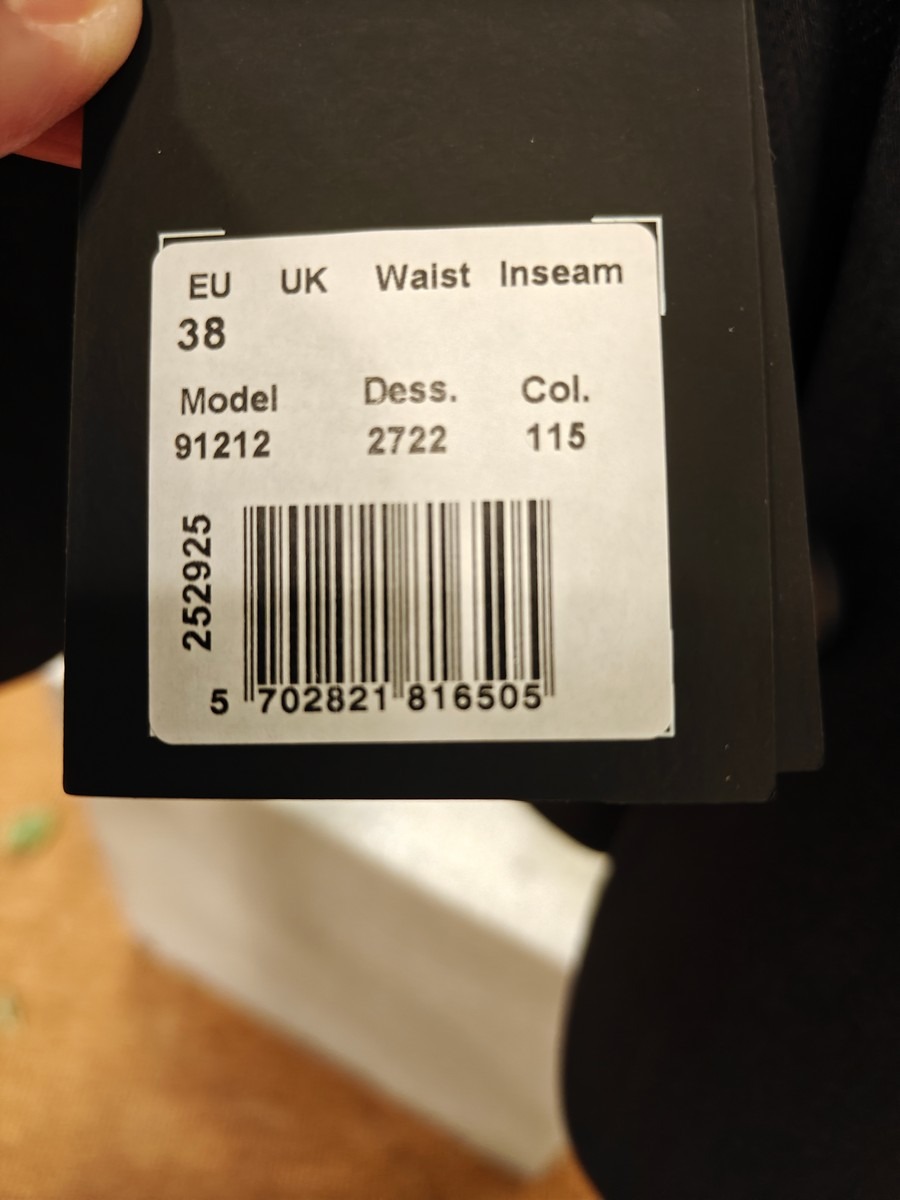 EU UK Waist Inseam
38
Model Dess. Col.
91212 2722 115
252925
5 702821 816505